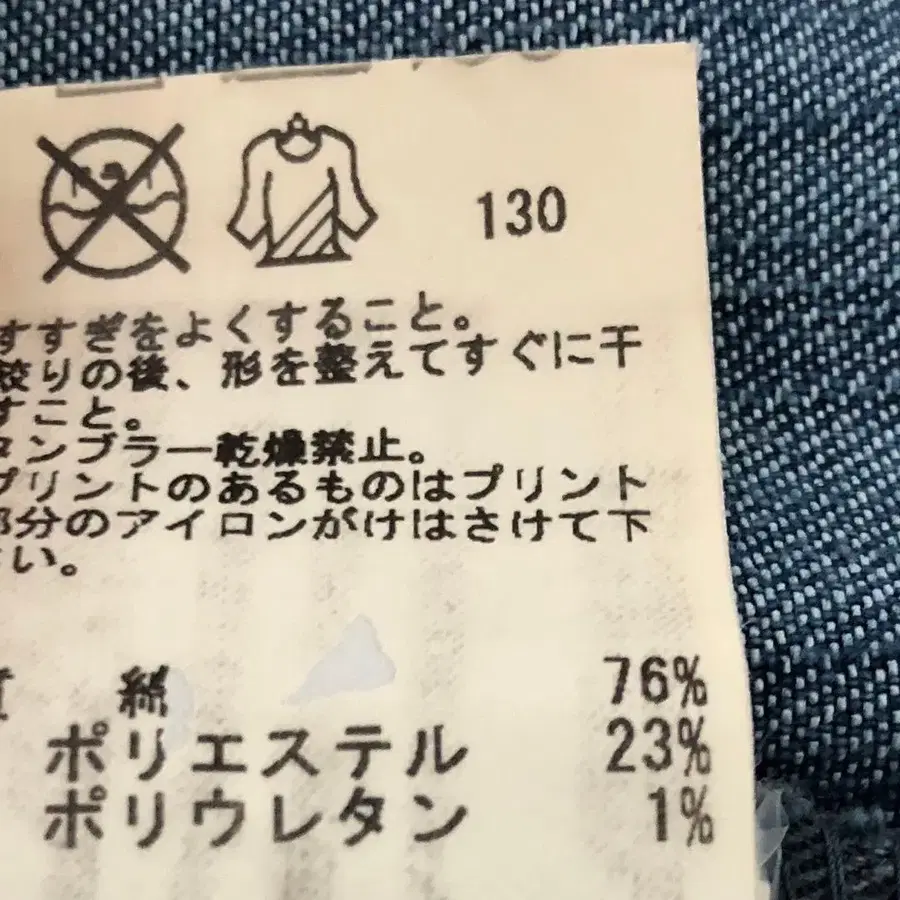 130
すすぎをよくすること。
絞りの後、形を整えてすぐに干
すこと。
タンブラー乾燥禁止。
プリントのあるものはプリント
部分のアイロンがけはさけて下
さい。
綿 76%
ポリエステル 23%
ポリウレタン 1%